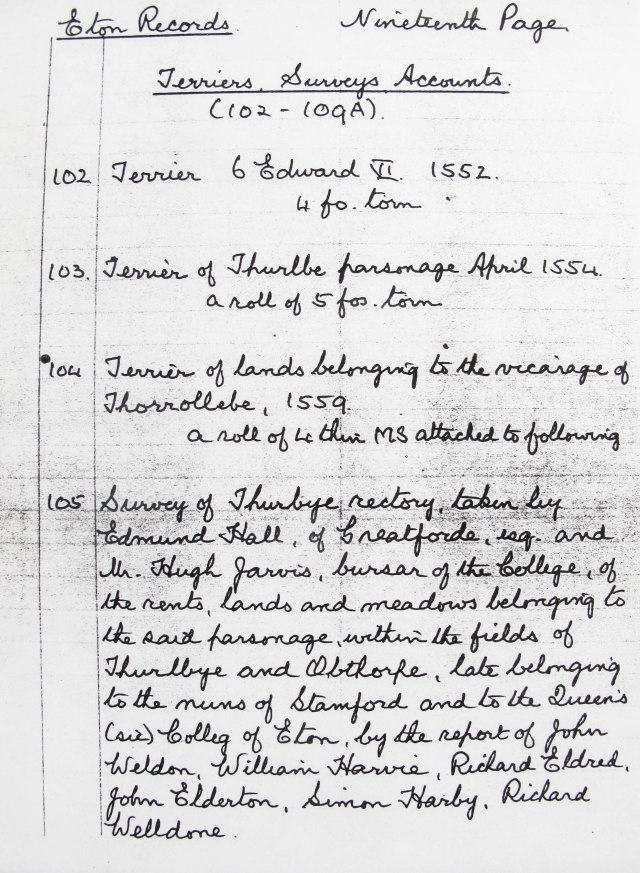 Eton Records. Nineteenth Page.
Terriers, Surveys Accounts.
(102 - 109A).
102 Terrier 6 Edward VI. 1552.
4 fo. torn
103. Terrier of Thurlbe parsonage April 1554.
a roll of 5 fos. torn
104 Terrier of lands belonging to the vicarage of
Thorrollebe, 1559
a roll of 4 thin MS attached to following
105 Survey of Thurbye rectory, taken by
Edmund Hall, of Creatforde, esq. and
Mr. Hugh Jarvis, bursar of the College, of
the rents, lands and meadows belonging to
the said parsonage, within the fields of
Thurlbye and Obthorpe, late belonging
to the nuns of Stamford and to the Queen's
(sic) Colleg of Eton, by the report of John
Weldon, William Harvie, Richard Eldred,
John Elderton, Simon Harby, Richard
Welldone.